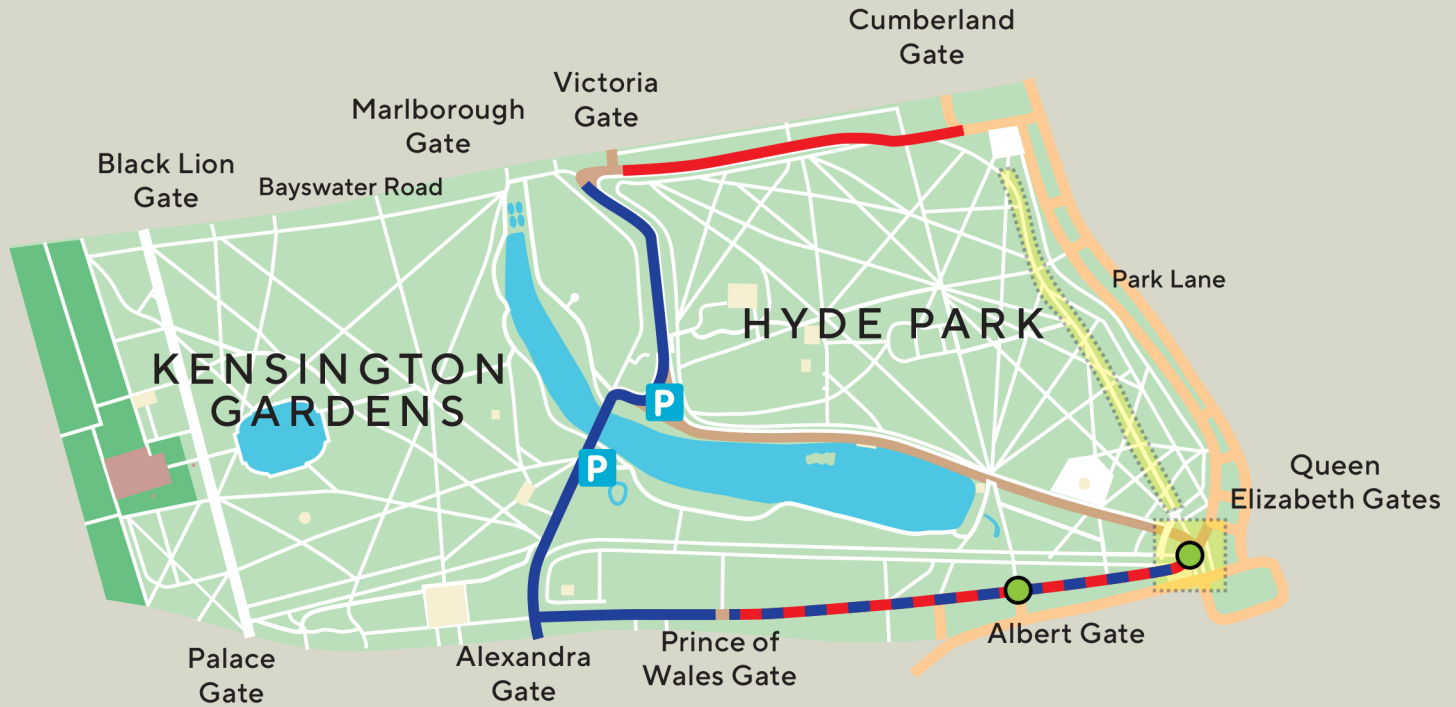 Cumberland
Gate
Victoria
Gate
Marlborough
Gate
Black Lion
Gate
Bayswater Road
Park Lane
HYDE PARK
KENSINGTON
GARDENS
P
P
Queen
Elizabeth Gates
Albert Gate
Prince of
Wales Gate
Alexandra
Gate
Palace
Gate